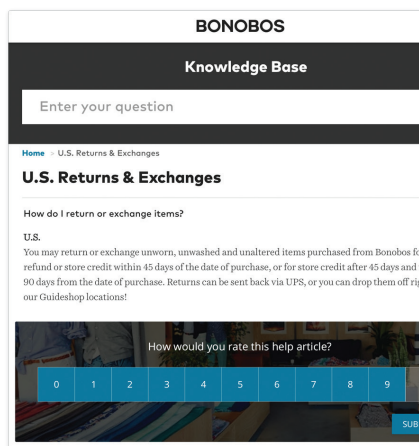 BONOBOS
Knowledge Base
Enter your question
Home > U.S. Returns & Exchanges
U.S. Returns & Exchanges
How do I return or exchange items?
U.S.
You may return or exchange unworn, unwashed and unaltered items purchased from Bonobos
refund or store credit within 45 days of the date of purchase, or for store credit after 45 days and
90 days from the date of purchase. Returns can be sent back via UPS, or you can drop them off
our Guideshop locations!
How would you rate this help article?
0 1 2 3 4 5 6 7 8 9
SUB